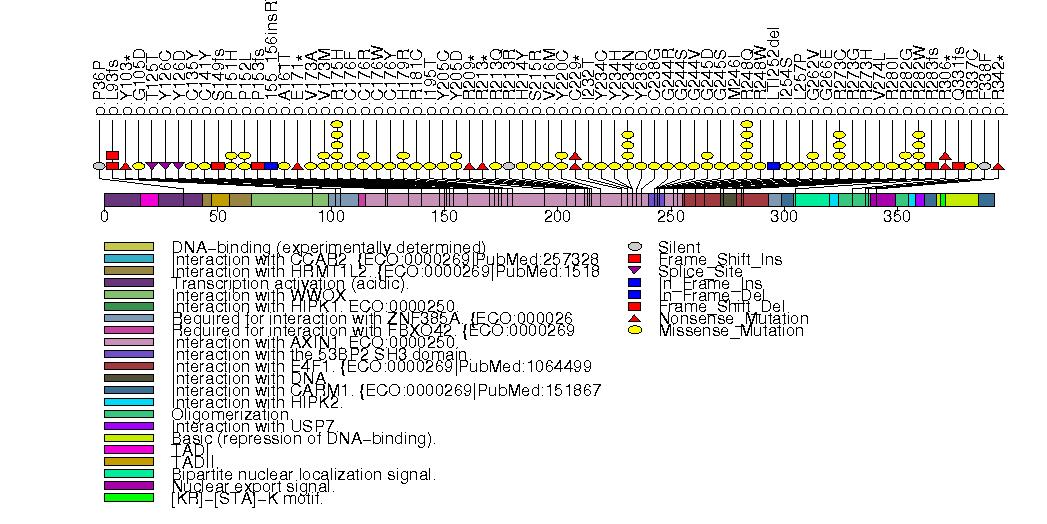 p.P36P
p.L93fs
p.Y103*
p.G105D
p.T125T
p.Y126C
p.Y126D
p.C135Y
p.C141Y
p.S149fs
p.P151H
p.P152L
p.P153fs
p.A161T
p.E171*
p.V173A
p.V173M
p.R175H
p.C176F
p.C176R
p.C176W
p.C176Y
p.H179R
p.R181C
p.I195T
p.Y205C
p.Y205D
p.R209*
p.R213*
p.R213Q
p.R213R
p.H214Y
p.S215R
p.V216M
p.Y220C
p.Y234C
p.Y234H
p.Y234N
p.Y236D
p.C238G
p.G244R
p.G244S
p.G244V
p.G245D
p.G245S
p.M246L
p.R248Q
p.R248W
p.I254S
p.L257P
p.G262V
p.G266E
p.R273C
p.R273G
p.R273H
p.V274L
p.R280T
p.R282G
p.R282W
p.R283fs
p.R306*
p.Q331fs
p.R337C
p.F338F
p.R342*
0
50
100
150
200
250
300
350
DNA−binding (experimentally determined)
Interaction with CCAR2. {ECO:0000269|PubMed:257328
Interaction with HRMT1L2. {ECO:0000269|PubMed:1518
Transcription activation (acidic).
Interaction with WWOX.
Interaction with HIPK1. ECO:0000250.
Required for interaction with ZNF385A. {ECO:000026
Required for interaction with FBXO42. {ECO:0000269
Interaction with AXIN1. ECO:0000250.
Interaction with the 53BP2 SH3 domain.
Interaction with E4F1. {ECO:0000269|PubMed:1064499
Interaction with DNA.
Interaction with CARM1. {ECO:0000269|PubMed:151867
Interaction with HIPK2.
Oligomerization.
Interaction with USP7.
Basic (repression of DNA−binding).
TADI.
TADII.
Bipartite nuclear localization signal.
Nuclear export signal.
[KR]−[STA]−K motif.
Silent
Frame_Shift_Ins
Splice_Site
In_Frame_Ins
In_Frame_Del
Frame_Shift_Del
Nonsense_Mutation
Missense_Mutation